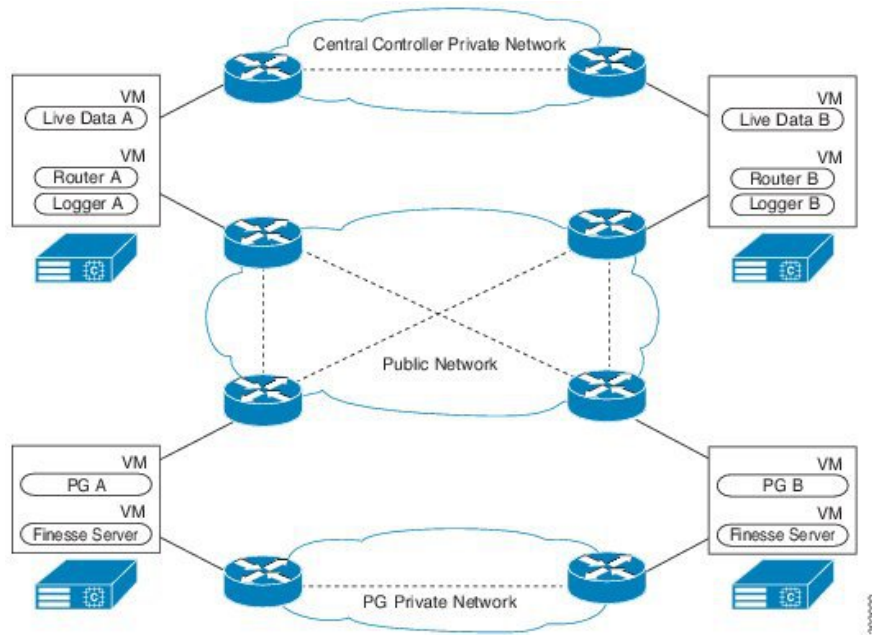 Central Controller Private Network
VM
Live Data A
VM
Router A
Logger A
VM
Live Data B
VM
Router B
Logger B
C
C
Public Network
VM
PG A
VM
Finesse Server
VM
PG B
VM
Finesse Server
PG Private Network
C
C